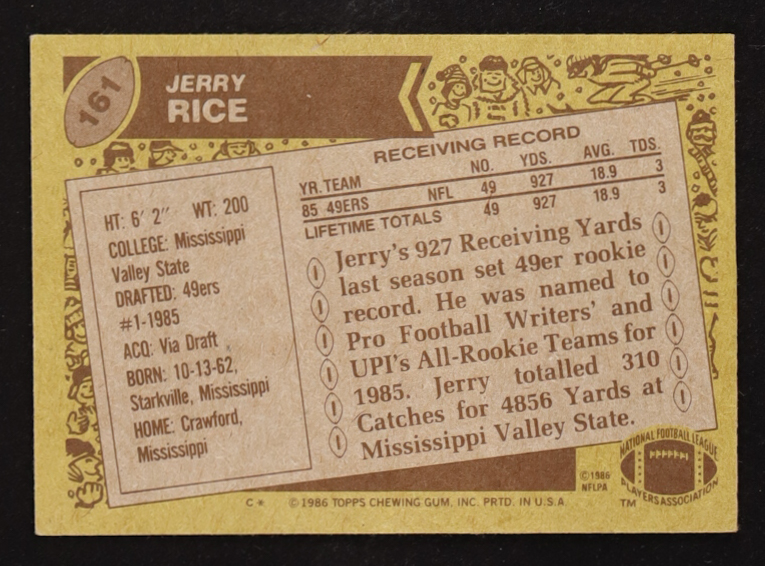 161
JERRY
RICE
HT: 6' 2" WT: 200
COLLEGE: Mississippi
Valley State
DRAFTED: 49ers
#1-1985
ACQ: Via Draft
BORN: 10-13-62,
Starkville, Mississippi
HOME: Crawford,
Mississippi
RECEIVING RECORD
YR. TEAM NO. YDS. AVG. TDS.
85 49ERS NFL 49 927 18.9 3
LIFETIME TOTALS 49 927 18.9 3
Jerry's 927 Receiving Yards
last season set 49er rookie
record. He was named to
Pro Football Writers' and
UPI's All-Rookie Teams for
1985. Jerry totalled 310
Catches for 4856 Yards at
Mississippi Valley State.
©1986
NFLPA
NATIONAL FOOTBALL LEAGUE
PLAYERS ASSOCIATION
TM
C* ©1986 TOPPS CHEWING GUM, INC. PRTD. IN U.S.A.